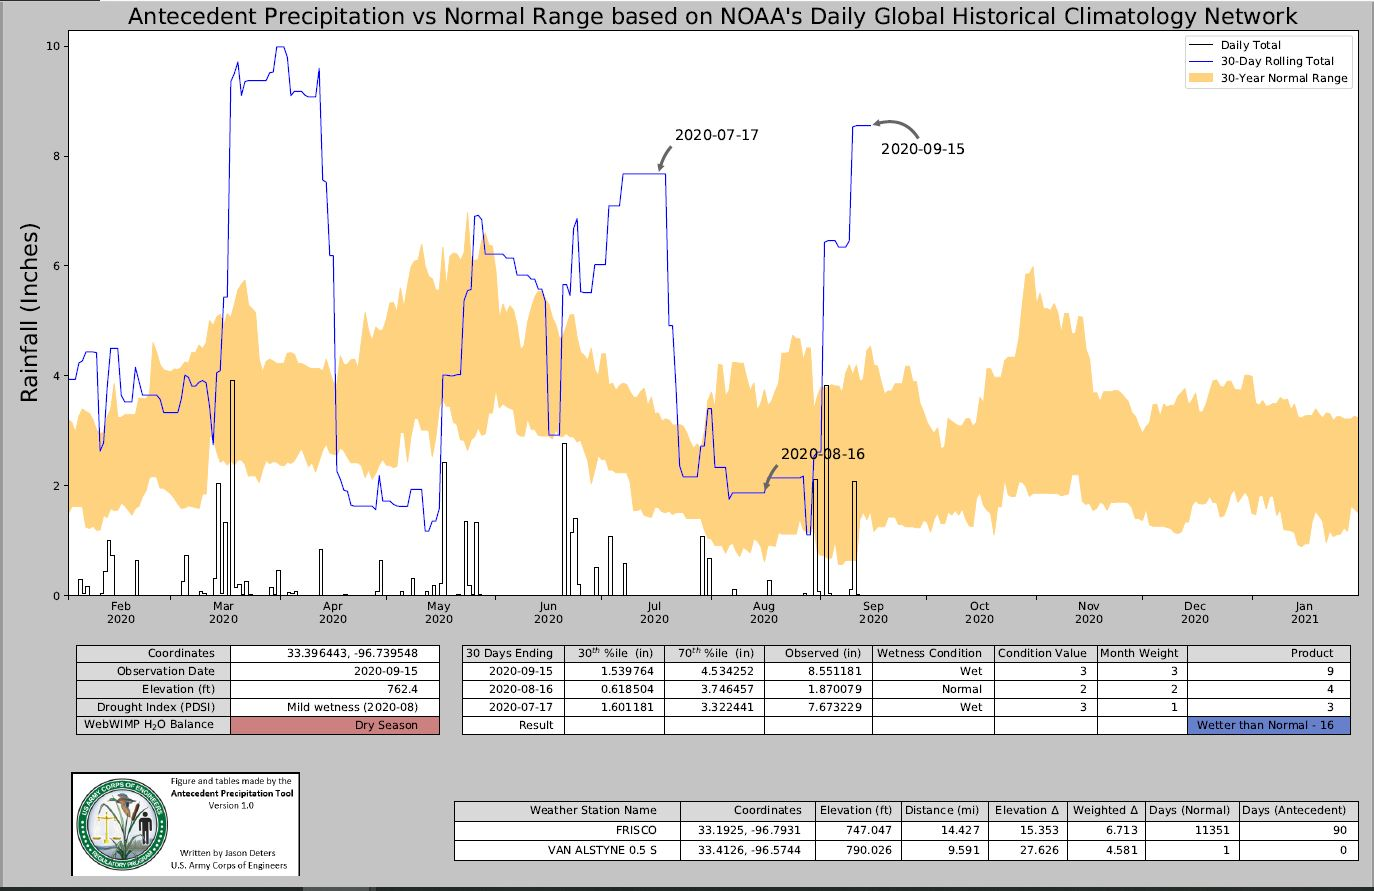 Antecedent Precipitation vs Normal Range based on NOAA's Daily Global Historical Climatology Network
Daily Total
30-Day Rolling Total
30-Year Normal Range
Rainfall (Inches)
10
8
6
4
2
0
2020-07-17
2020-09-15
2020-08-16
Feb Mar Apr May Jun Jul Aug Sep Oct Nov Dec Jan
2020 2020 2020 2020 2020 2020 2020 2020 2020 2020 2020 2021
Coordinates 33.396443, -96.739548
Observation Date 2020-09-15
Elevation (ft) 762.4
Drought Index (PDSI) Mild wetness (2020-08)
WebWIMP H2O Balance Dry Season
30 Days Ending 30th %ile (in) 70th %ile (in) Observed (in) Wetness Condition Condition Value Month Weight Product
2020-09-15 1.539764 4.534252 8.551181 Wet 3 3 9
2020-08-16 0.618504 3.746457 1.870079 Normal 2 2 4
2020-07-17 1.601181 3.322441 7.673229 Wet 3 1 3
Result Wetter than Normal - 16
US ARMY CORPS OF ENGINEERS
REGULATORY PROGRAM
Figure and tables made by the
Antecedent Precipitation Tool
Version 1.0
Written by Jason Deters
U.S. Army Corps of Engineers
Weather Station Name Coordinates Elevation (ft) Distance (mi) Elevation Δ Weighted Δ Days (Normal) Days (Antecedent)
FRISCO 33.1925, -96.7931 747.047 14.427 15.353 6.713 11351 90
VAN ALSTYNE 0.5 S 33.4126, -96.5744 790.026 9.591 27.626 4.581 1 0